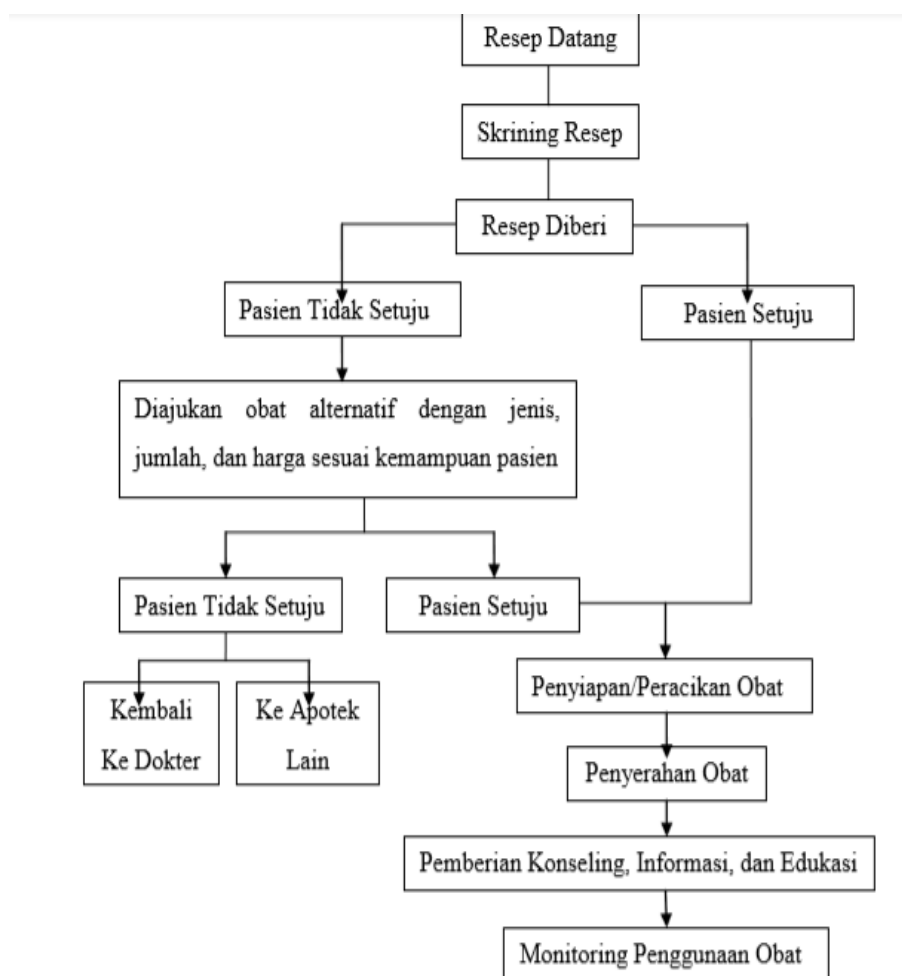 Resep Datang
Skrining Resep
Resep Diberi
Pasien Tidak Setuju
Pasien Setuju
Diajukan obat alternatif dengan jenis,
jumlah, dan harga sesuai kemampuan pasien
Pasien Tidak Setuju
Pasien Setuju
Kembali
Ke Dokter
Ke Apotek
Lain
Penyiapan/Peracikan Obat
Penyerahan Obat
Pemberian Konseling, Informasi, dan Edukasi
Monitoring Penggunaan Obat